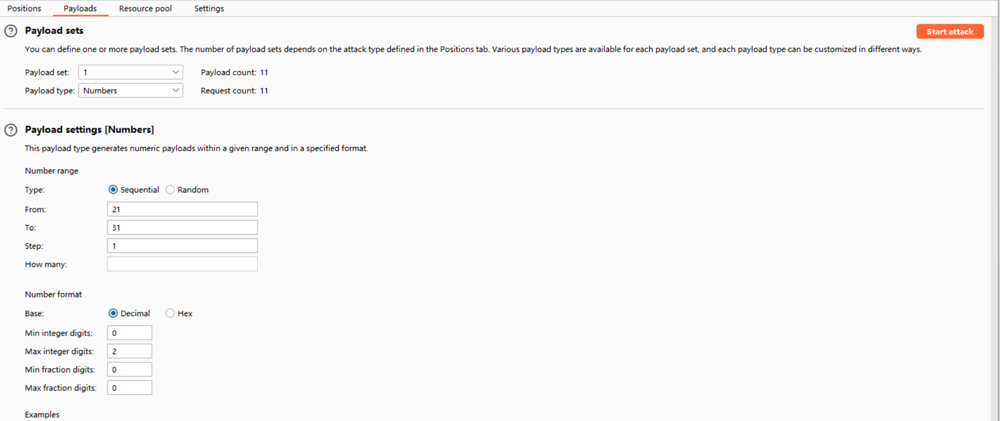 Positions Payloads Resource pool Settings
Payload sets
Start attack
You can define one or more payload sets. The number of payload sets depends on the attack type defined in the Positions tab. Various payload types are available for each payload set, and each payload type can be customized in different ways.
Payload set: 1 Payload count: 11
Payload type: Numbers Request count: 11
Payload settings [Numbers]
This payload type generates numeric payloads within a given range and in a specified format.
Number range
Type: Sequential Random
From: 21
To: 31
Step: 1
How many:
Number format
Base: Decimal Hex
Min integer digits: 0
Max integer digits: 2
Min fraction digits: 0
Max fraction digits: 0
Examples